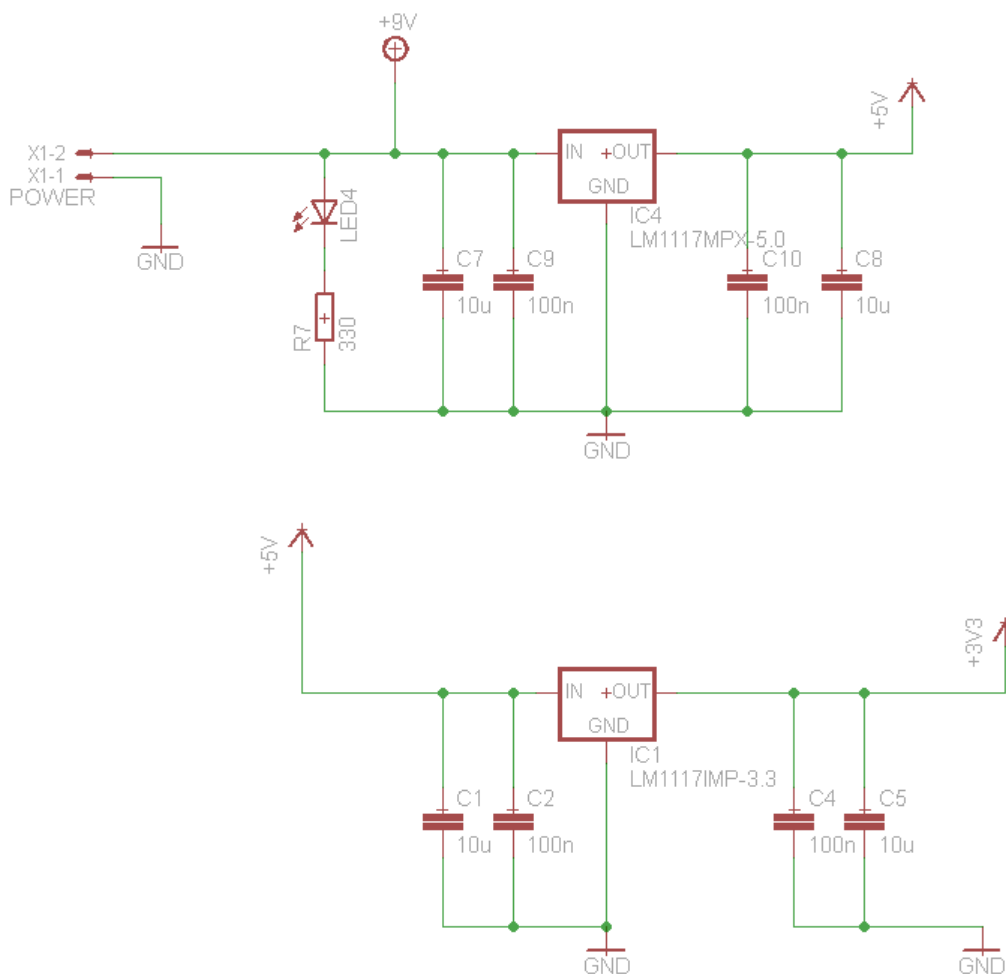 +9V
+5V
X1-2
X1-1
POWER
GND
LED4
R7
330
C7
10u
C9
100n
IN
+OUT
GND
IC4
LM1117MPX-5.0
C10
100n
C8
10u
GND
+5V
+3V3
IN
+OUT
GND
IC1
LM1117IMP-3.3
C1
10u
C2
100n
C4
100n
C5
10u
GND
GND